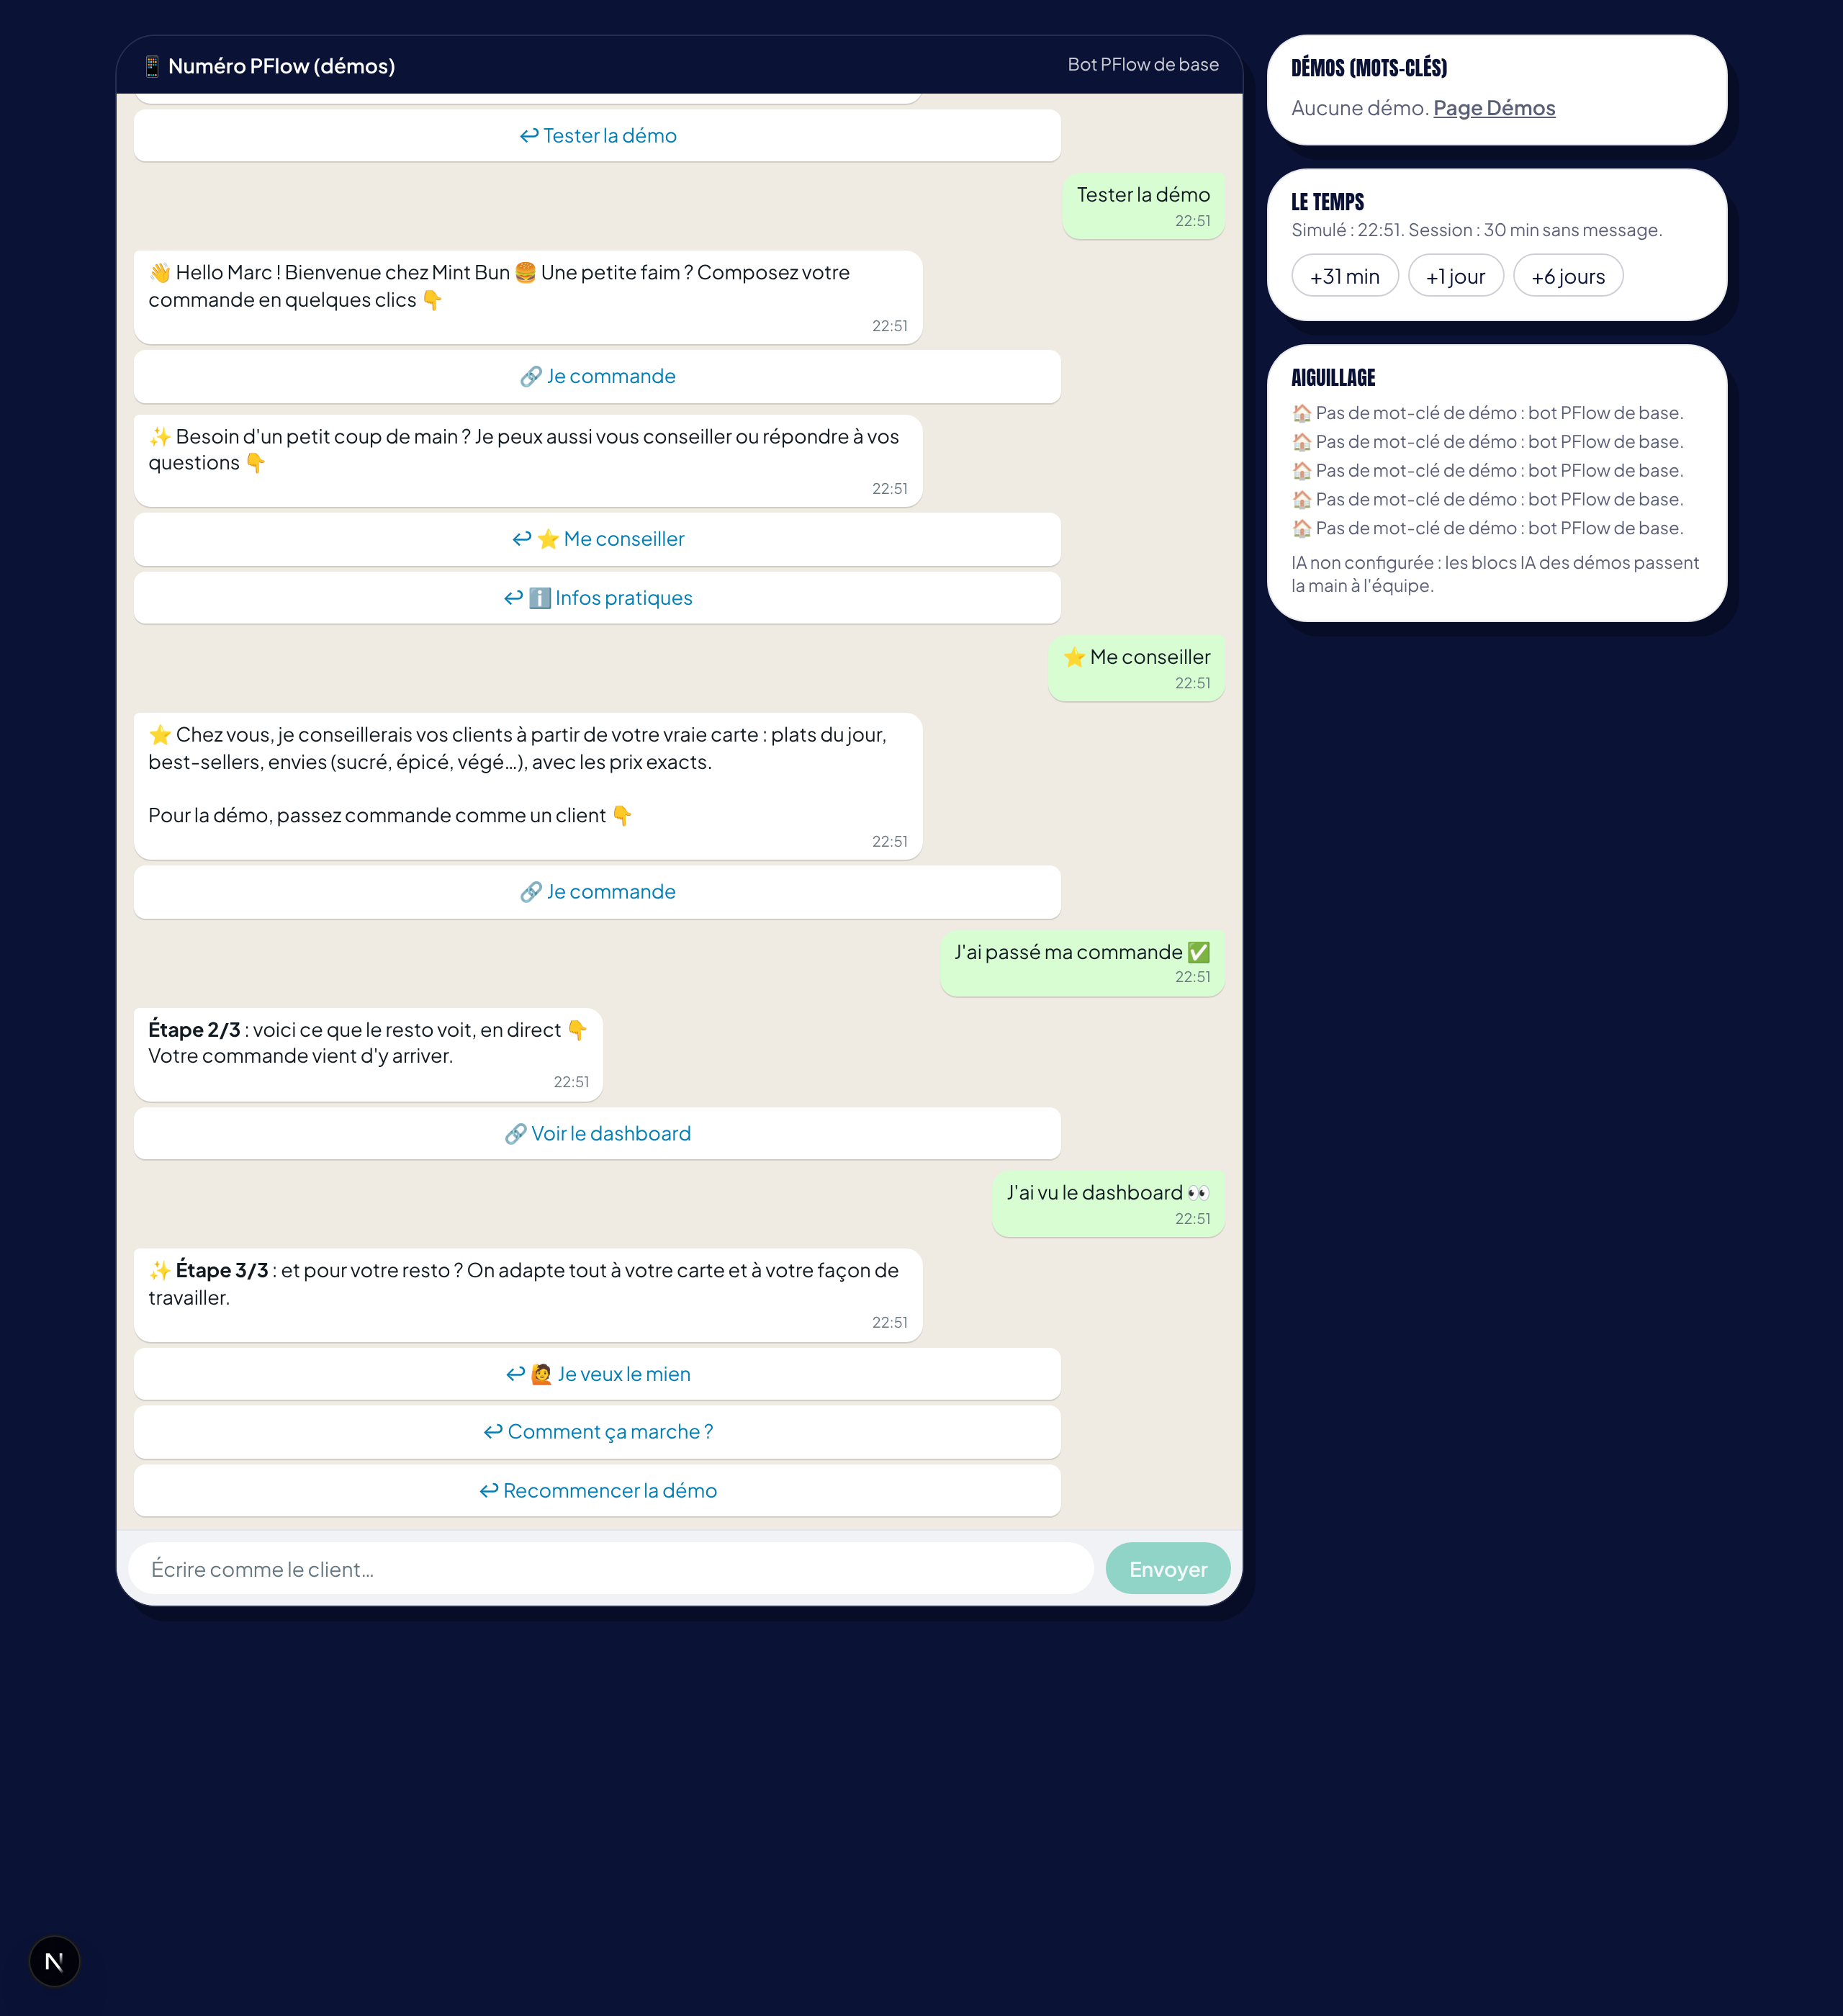 📱 Numéro PFlow (démos)
Bot PFlow de base
↩ Tester la démo
Tester la démo
22:51
👋 Hello Marc ! Bienvenue chez Mint Bun 🍔 Une petite faim ? Composez votre
commande en quelques clics 👇
22:51
🔗 Je commande
✨ Besoin d'un petit coup de main ? Je peux aussi vous conseiller ou répondre à vos
questions 👇
22:51
↩ ⭐ Me conseiller
↩ ℹ️ Infos pratiques
⭐ Me conseiller
22:51
⭐ Chez vous, je conseillerais vos clients à partir de votre vraie carte : plats du jour,
best-sellers, envies (sucré, épicé, végé…), avec les prix exacts.
Pour la démo, passez commande comme un client 👇
22:51
🔗 Je commande
J'ai passé ma commande ✅
22:51
Étape 2/3 : voici ce que le resto voit, en direct 👇
Votre commande vient d'y arriver.
22:51
🔗 Voir le dashboard
J'ai vu le dashboard 👀
22:51
✨ Étape 3/3 : et pour votre resto ? On adapte tout à votre carte et à votre façon de
travailler.
22:51
↩ 🙋 Je veux le mien
↩ Comment ça marche ?
↩ Recommencer la démo
Écrire comme le client…
Envoyer
DÉMOS (MOTS-CLÉS)
Aucune démo. Page Démos
LE TEMPS
Simulé : 22:51. Session : 30 min sans message.
+31 min
+1 jour
+6 jours
AIGUILLAGE
🏠 Pas de mot-clé de démo : bot PFlow de base.
🏠 Pas de mot-clé de démo : bot PFlow de base.
🏠 Pas de mot-clé de démo : bot PFlow de base.
🏠 Pas de mot-clé de démo : bot PFlow de base.
🏠 Pas de mot-clé de démo : bot PFlow de base.
IA non configurée : les blocs IA des démos passent
la main à l'équipe.
N